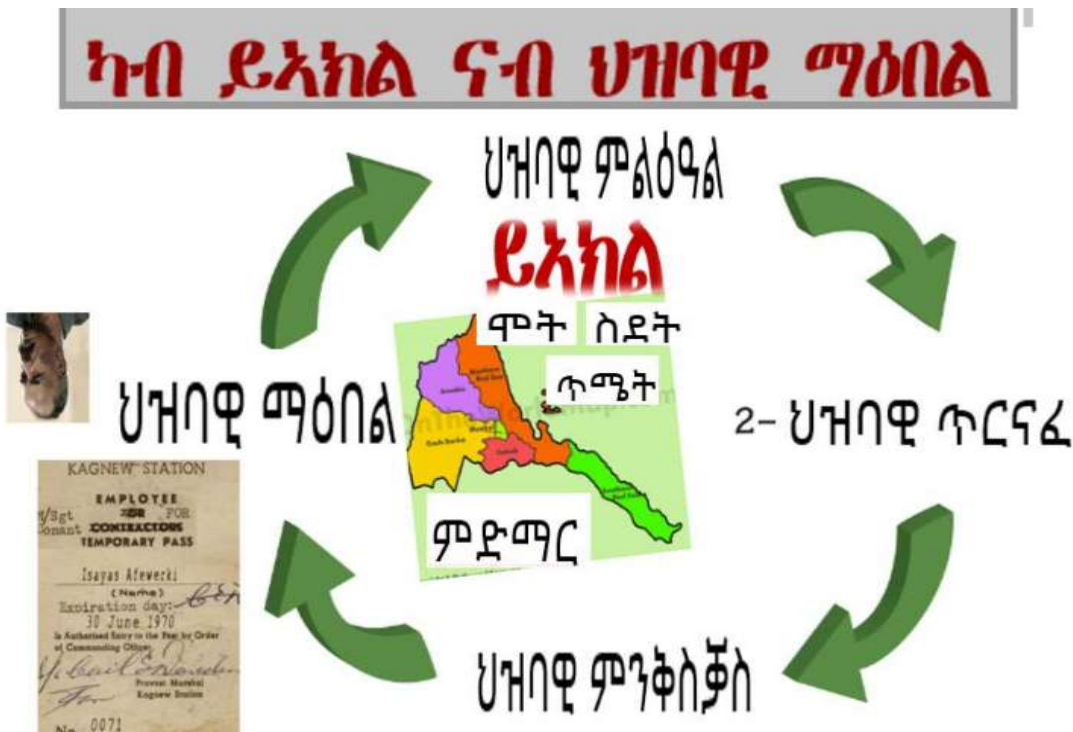 ካብ ይኣክል ናብ ህዝባዊ ማዕበል
ህዝባዊ ምልዕዓል
ይኣክል
ሞት ስደት
ጥሜት
ህዝባዊ ማዕበል
2- ህዝባዊ ጥርናፈ
ምድማር
ህዝባዊ ምንቅስቓስ
KAGNEW STATION
EMPLOYEE
FOR
CONTRACTORS
TEMPORARY PASS
Isayas Afewerki
(Name)
Expiration day:
30 June 1970
Is Authorised Entry to the Post by Order
of Commanding Officer
Provost Marshal
Kagnew Station
No 0071